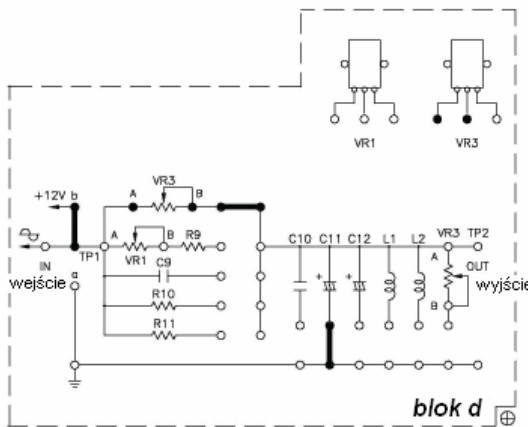 VR1 VR3
+12V b
A VR3 B
A B R9
IN TP1 VR1
wejście
a C9
R10
R11
C10 C11 C12 L1 L2 VR3 TP2
+ +
A OUT
wyjście
B
blok d